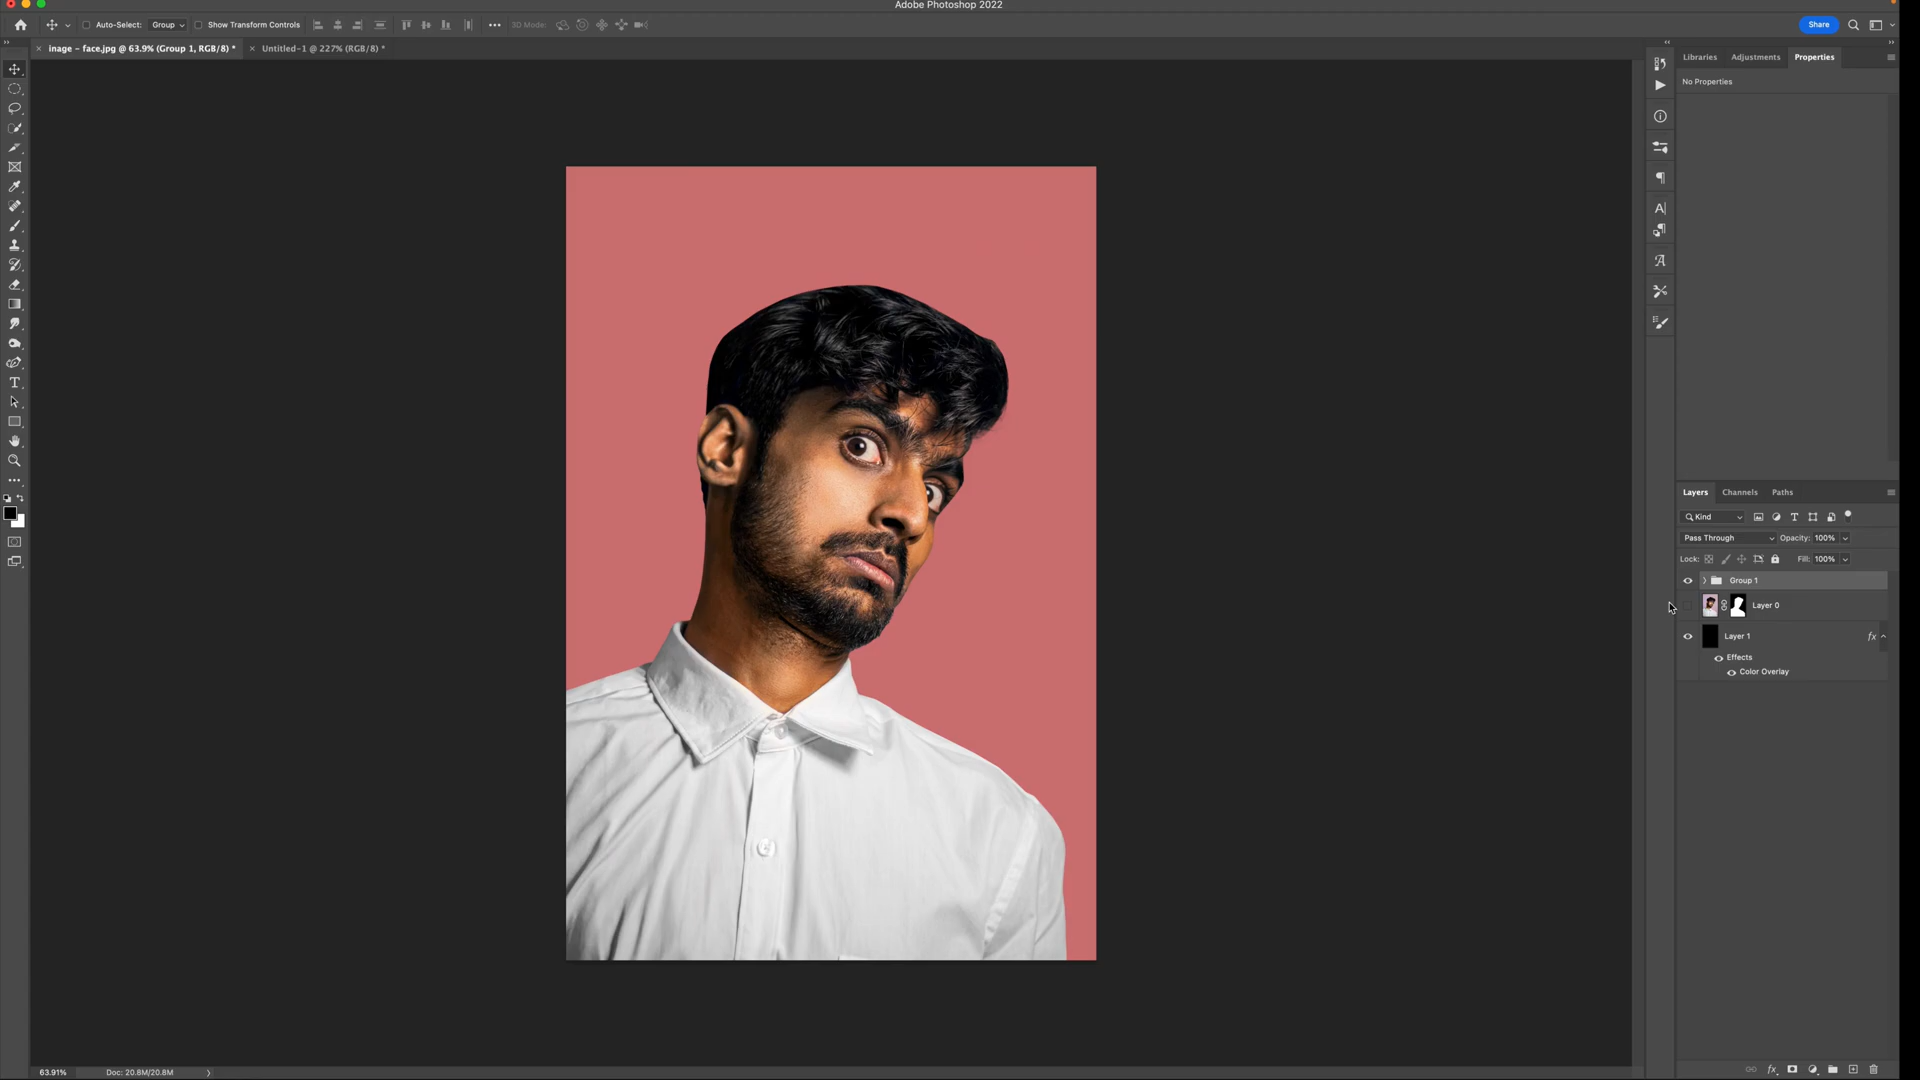 Adobe Photoshop 2022
Auto-Select: Group Show Transform Controls 3D Mode: Share
image - face.jpg @ 63.9% (Group 1, RGB/8) * Untitled-1 @ 227% (RGB/8) *
Libraries Adjustments Properties
No Properties
Layers Channels Paths
Kind
Pass Through Opacity: 100%
Lock: Fill: 100%
Group 1
Layer 0
Layer 1 fx
Effects
Color Overlay
63.91% Doc: 20.8M/20.8M